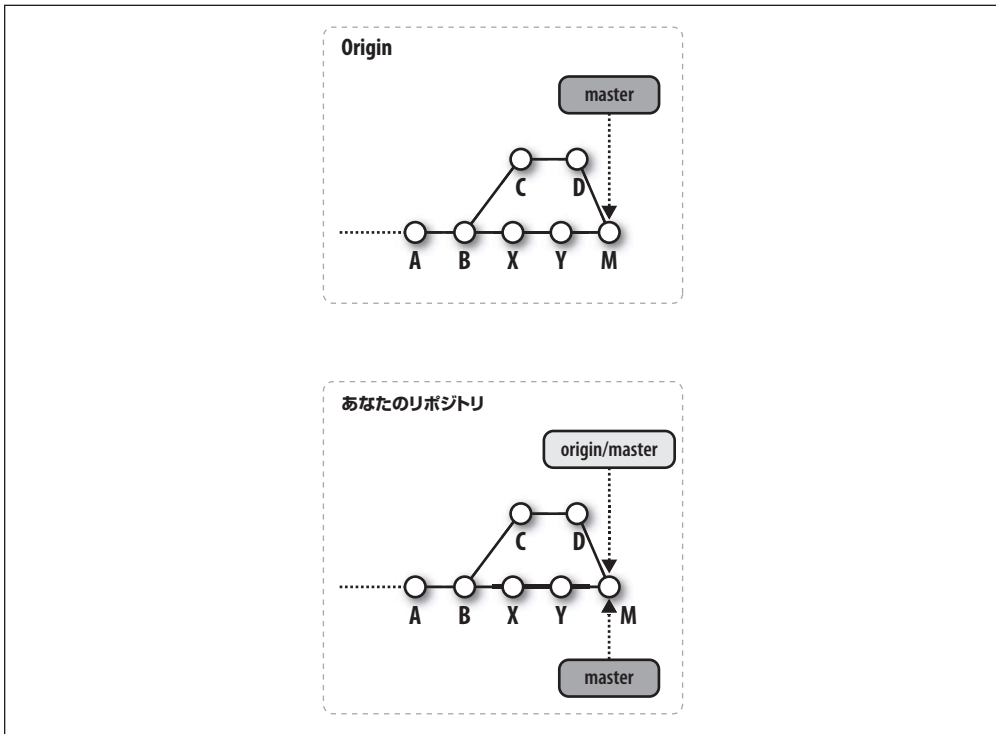 Origin
master
C D
A B X Y M
あなたのリポジトリ
origin/master
C D
A B X Y M
master